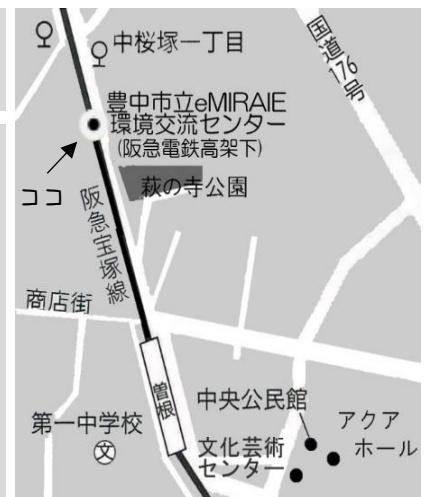 中桜塚一丁目
国道176号
豊中市立eMIRAIE
環境交流センター
(阪急電鉄高架下)
ココ
萩の寺公園
阪急宝塚線
商店街
曽根
中央公民館
アクア
ホール
第一中学校
文
文化芸術
センター